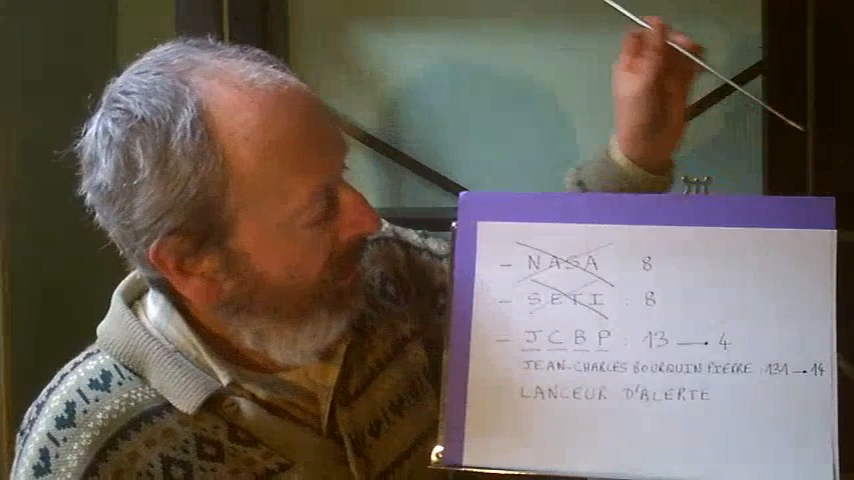 - NASA 8
- SETI : 8
- JCBP : 13 → 4
JEAN-CHARLES BOURQUIN PIERRE : 131 → 14
LANCEUR D'ALERTE